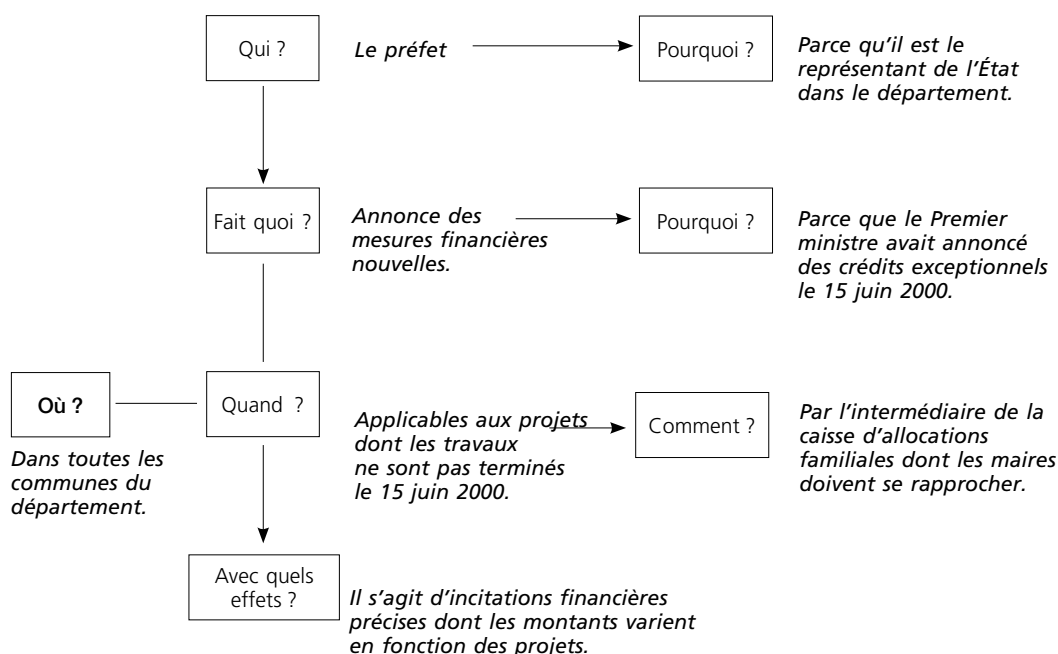 Qui ?
Le préfet
Pourquoi ?
Parce qu'il est le
représentant de l'État
dans le département.
Fait quoi ?
Annonce des
mesures financières
nouvelles.
Pourquoi ?
Parce que le Premier
ministre avait annoncé
des crédits exceptionnels
le 15 juin 2000.
Où ?
Dans toutes les
communes du
département.
Quand ?
Applicables aux projets
dont les travaux
ne sont pas terminés
le 15 juin 2000.
Comment ?
Par l'intermédiaire de la
caisse d'allocations
familiales dont les maires
doivent se rapprocher.
Avec quels
effets ?
Il s'agit d'incitations financières
précises dont les montants varient
en fonction des projets.